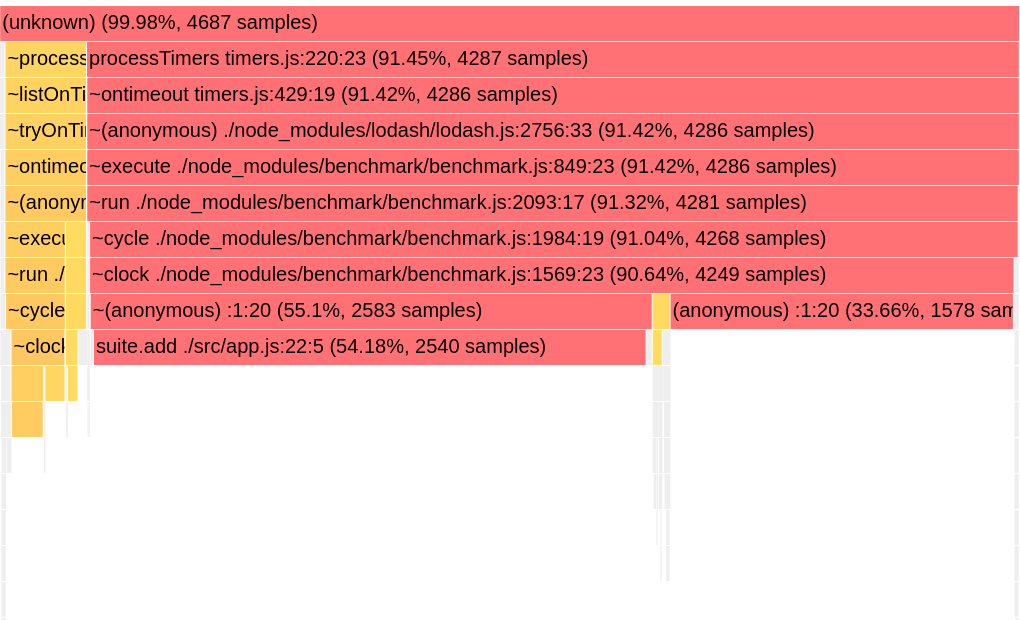 (unknown) (99.98%, 4687 samples)
~process processTimers timers.js:220:23 (91.45%, 4287 samples)
~listOnTi ~ontimeout timers.js:429:19 (91.42%, 4286 samples)
~tryOnTi ~(anonymous) ./node_modules/lodash/lodash.js:2756:33 (91.42%, 4286 samples)
~ontimeo ~execute ./node_modules/benchmark/benchmark.js:849:23 (91.42%, 4286 samples)
~(anonyr ~run ./node_modules/benchmark/benchmark.js:2093:17 (91.32%, 4281 samples)
~execu ~cycle ./node_modules/benchmark/benchmark.js:1984:19 (91.04%, 4268 samples)
~run ./ ~clock ./node_modules/benchmark/benchmark.js:1569:23 (90.64%, 4249 samples)
~cycle ~(anonymous) :1:20 (55.1%, 2583 samples) (anonymous) :1:20 (33.66%, 1578 sam
~clock suite.add ./src/app.js:22:5 (54.18%, 2540 samples)